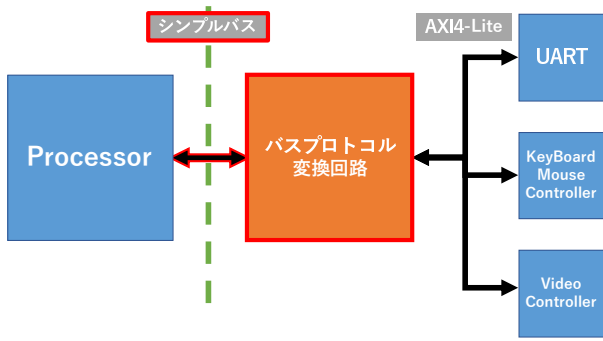 シンプルバス
AXI4-Lite
Processor
バスプロトコル
変換回路
UART
KeyBoard
Mouse
Controller
Video
Controller